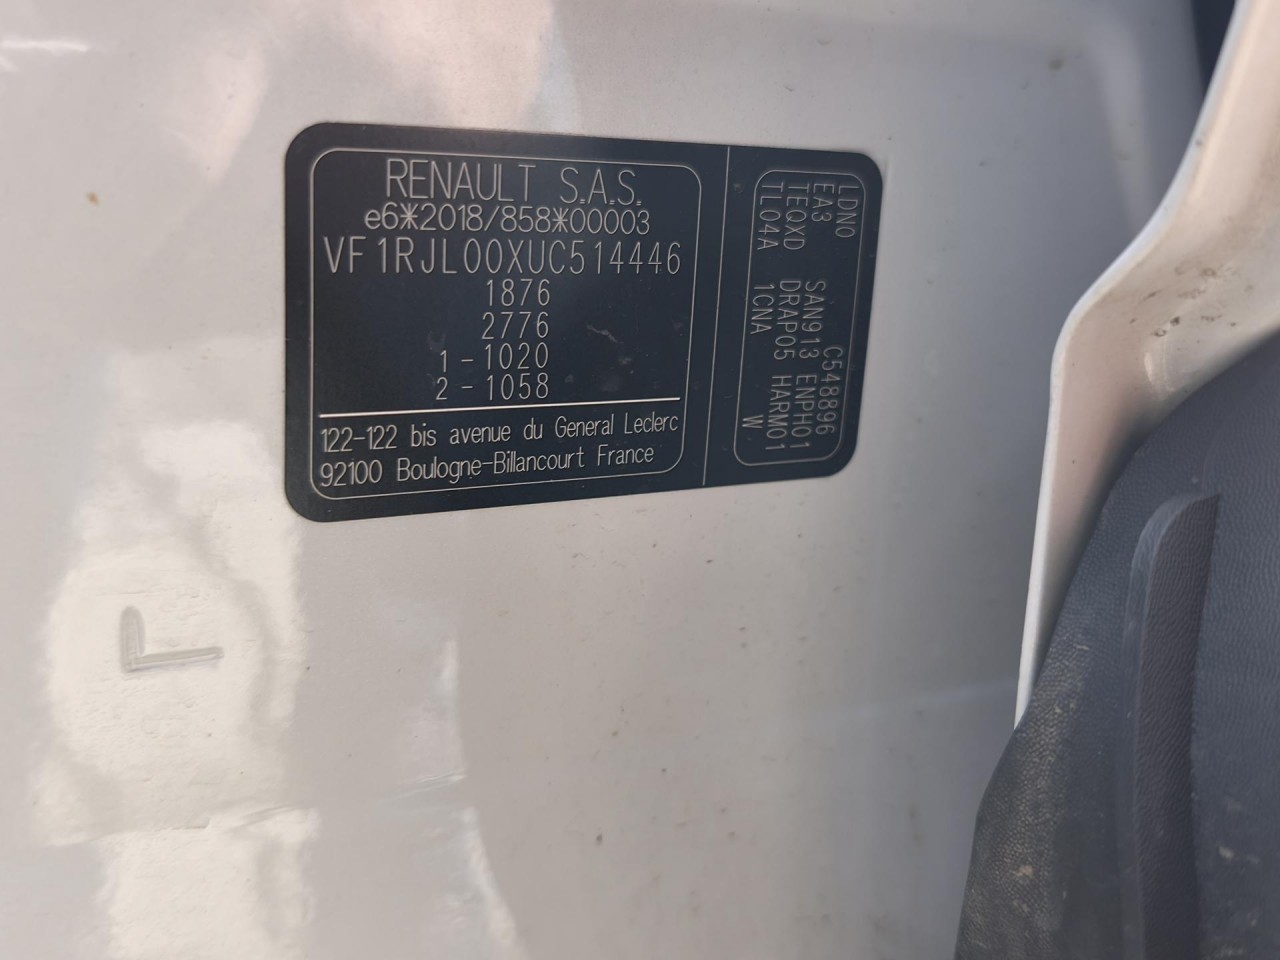 RENAULT S.A.S.
e6*2018/858*00003
VF1RJL00XUC514446
1876
2776
1-1020
2-1058
122-122 bis avenue du General Leclerc
92100 Boulogne-Billancourt France
LDN0 C548896
EA3 SAN913 ENPH01
TEQXD DRAP05 HARM01
TL04A 1CNA W